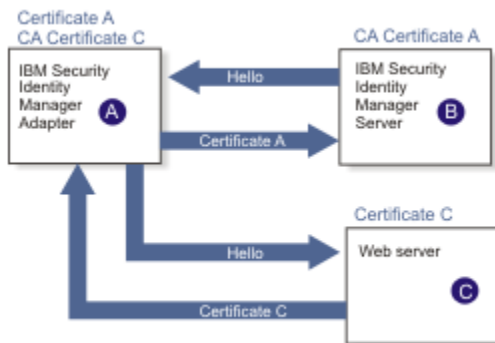 Certificate A
CA Certificate C
CA Certificate A
IBM Security
Identity
Manager
Adapter
A
Hello
IBM Security
Identity
Manager
Server
B
Certificate A
Certificate C
Hello
Web server
C
Certificate C